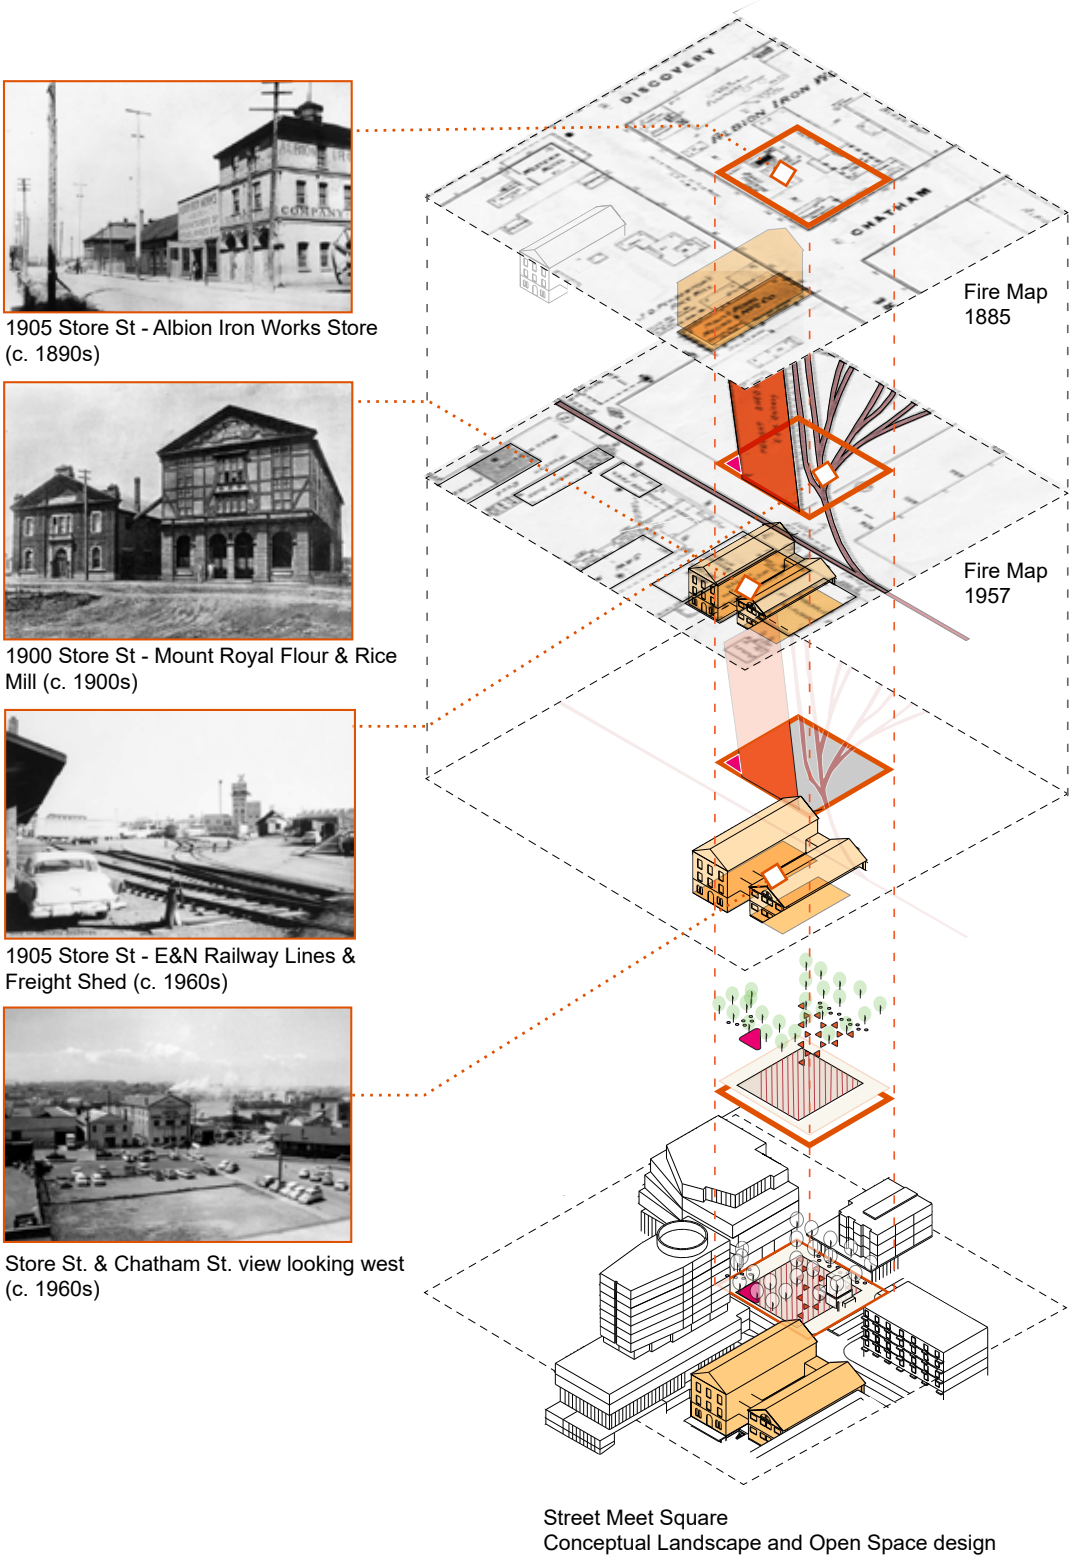 DISCOVERY
ALBION IRON
CHATHAM
COMPANY
1905 Store St - Albion Iron Works Store
(c. 1890s)
Fire Map
1885
1900 Store St - Mount Royal Flour & Rice
Mill (c. 1900s)
Fire Map
1957
1905 Store St - E&N Railway Lines &
Freight Shed (c. 1960s)
Store St. & Chatham St. view looking west
(c. 1960s)
Street Meet Square
Conceptual Landscape and Open Space design